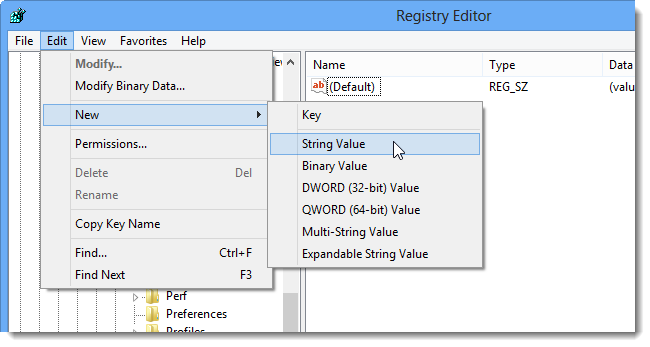 Registry Editor
File Edit View Favorites Help
Modify...
Modify Binary Data...
New
Permissions...
Delete Del
Rename
Copy Key Name
Find... Ctrl+F
Find Next F3
Key
String Value
Binary Value
DWORD (32-bit) Value
QWORD (64-bit) Value
Multi-String Value
Expandable String Value
Name Type Data
ab (Default) REG_SZ (valu
Perf
Preferences
Profiles